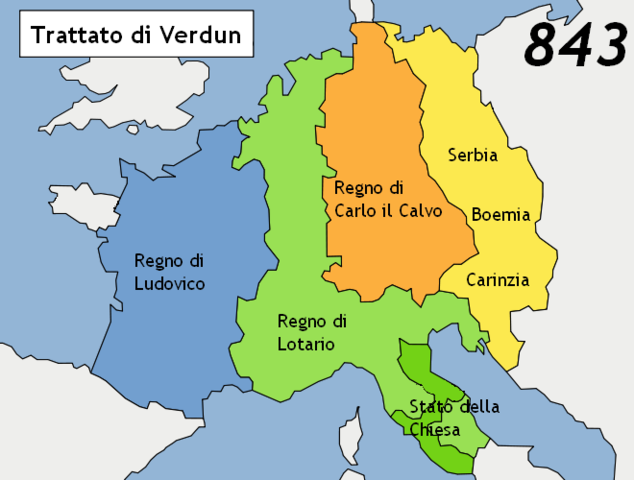 Trattato di Verdun
843
Serbia
Regno di
Carlo il Calvo
Boemia
Regno di
Ludovico
Carinzia
Regno di
Lotario
Stato della
Chiesa